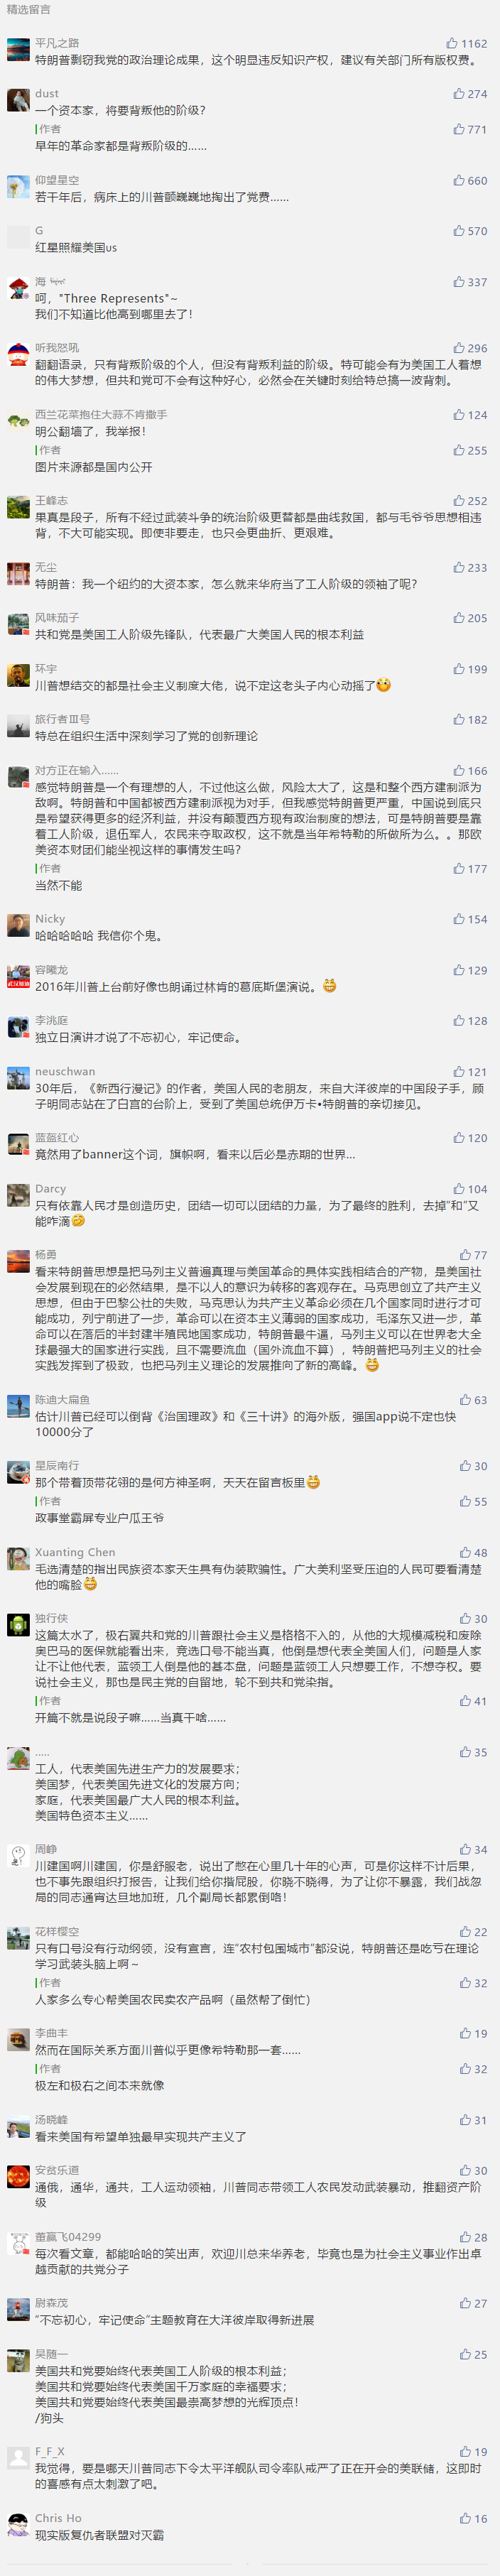 精选留言
平凡之路
1162
特朗普剽窃我党的政治理论成果，这个明显违反知识产权，建议有关部门所有版权费。
dust
274
一个资本家，将要背叛他的阶级？
作者
771
早年的革命家都是背叛阶级的……
仰望星空
660
若干年后，病床上的川普颤巍巍地掏出了党费……
G
570
红星照耀美国us
海
337
呵，"Three Represents"~
我们不知道比他高到哪里去了！
听我怒吼
296
翻翻语录，只有背叛阶级的个人，但没有背叛利益的阶级。特可能会有为美国工人着想
的伟大梦想，但共和党可不会有这种好心，必然会在关键时刻给特总搞一波背刺。
西兰花菜抱住大蒜不肯撒手
124
明公翻墙了，我举报！
作者
255
图片来源都是国内公开
王峰志
252
果真是段子，所有不经过武装斗争的统治阶级更替都是曲线救国，都与毛爷爷思想相违
背，不大可能实现。即使非要走，也只会更曲折、更艰难。
无尘
233
特朗普：我一个纽约的大资本家，怎么就来华府当了工人阶级的领袖了呢？
风味茄子
205
共和党是美国工人阶级先锋队，代表最广大美国人民的根本利益
环宇
199
川普想结交的都是社会主义制度大佬，说不定这老头子内心动摇了
旅行者Ⅲ号
182
特总在组织生活中深刻学习了党的创新理论
对方正在输入……
166
感觉特朗普是一个有理想的人，不过他这么做，风险太大了，这是和整个西方建制派为
敌啊。特朗普和中国都被西方建制派视为对手，但我感觉特朗普更严重，中国说到底只
是希望获得更多的经济利益，并没有颠覆西方现有政治制度的想法，可是特朗普要是靠
着工人阶级，退伍军人，农民来夺取政权，这不就是当年希特勒的所做所为么。。那欧
美资本财团们能坐视这样的事情发生吗？
作者
177
当然不能
Nicky
154
哈哈哈哈哈 我信你个鬼。
容曦龙
129
2016年川普上台前好像也朗诵过林肯的葛底斯堡演说。
李洮庭
128
独立日演讲才说了不忘初心，牢记使命。
neuschwan
121
30年后，《新西行漫记》的作者，美国人民的老朋友，来自大洋彼岸的中国段子手，顾
子明同志站在了白宫的台阶上，受到了美国总统伊万卡•特朗普的亲切接见。
蓝盔红心
120
竟然用了banner这个词，旗帜啊，看来以后必是赤期的世界...
Darcy
104
只有依靠人民才是创造历史，团结一切可以团结的力量，为了最终的胜利，去掉“和”又
能咋滴
杨勇
77
看来特朗普思想是把马列主义普遍真理与美国革命的具体实践相结合的产物，是美国社
会发展到现在的必然结果，是不以人的意识为转移的客观存在。马克思创立了共产主义
思想，但由于巴黎公社的失败，马克思认为共产主义革命必须在几个国家同时进行才可
能成功，列宁前进了一步，革命可以在资本主义薄弱的国家成功，毛泽东又进一步，革
命可以在落后的半封建半殖民地国家成功，特朗普最牛逼，马列主义可以在世界老大全
球最强大的国家进行实践，且不需要流血（国外流血不算），特朗普把马列主义的社会
实践发挥到了极致，也把马列主义理论的发展推向了新的高峰。
陈迪大扁鱼
63
估计川普已经可以倒背《治国理政》和《三十讲》的海外版，强国app说不定也快
10000分了
星辰南行
30
那个带着顶带花翎的是何方神圣啊，天天在留言板里
作者
55
政事堂霸屏专业户瓜王爷
Xuanting Chen
48
毛选清楚的指出民族资本家天生具有伪装欺骗性。广大美利坚受压迫的人民可要看清楚
他的嘴脸
独行侠
30
这篇太水了，极右翼共和党的川普跟社会主义是格格不入的，从他的大规模减税和废除
奥巴马的医保就能看出来，竞选口号不能当真，他倒是想代表全美国人们，问题是人家
让不让他代表，蓝领工人倒是他的基本盘，问题是蓝领工人只想要工作，不想夺权。要
说社会主义，那也是民主党的自留地，轮不到共和党染指。
作者
41
开篇不就是说段子嘛……当真干啥……
.....
35
工人，代表美国先进生产力的发展要求；
美国梦，代表美国先进文化的发展方向；
家庭，代表美国最广大人民的根本利益。
美国特色资本主义……
周峥
34
川建国啊川建国，你是舒服老，说出了憋在心里几十年的心声，可是你这样不计后果，
也不事先跟组织打报告，让我们给你揩屁股，你晓不晓得，为了让你不暴露，我们战忽
局的同志通宵达旦地加班，几个副局长都累倒咯！
花样樱空
22
只有口号没有行动纲领，没有宣言，连“农村包围城市”都没说，特朗普还是吃亏在理论
学习武装头脑上啊～
作者
32
人家多么专心帮美国农民卖农产品啊（虽然帮了倒忙）
李曲丰
19
然而在国际关系方面川普似乎更像希特勒那一套……
作者
32
极左和极右之间本来就像
汤晓峰
31
看来美国有希望单独最早实现共产主义了
安贫乐道
30
通俄，通华，通共，工人运动领袖，川普同志带领工人农民发动武装暴动，推翻资产阶
级
董赢飞04299
28
每次看文章，都能哈哈的笑出声，欢迎川总来华养老，毕竟也是为社会主义事业作出卓
越贡献的共党分子
尉森茂
27
“不忘初心，牢记使命”主题教育在大洋彼岸取得新进展
吴随一
25
美国共和党要始终代表美国工人阶级的根本利益；
美国共和党要始终代表美国千万家庭的幸福要求；
美国共和党要始终代表美国最崇高梦想的光辉顶点！
/狗头
F_F_X
19
我觉得，要是哪天川普同志下令太平洋舰队司令率队戒严了正在开会的美联储，这即时
的喜感有点太刺激了吧。
Chris Ho
16
现实版复仇者联盟对灭霸